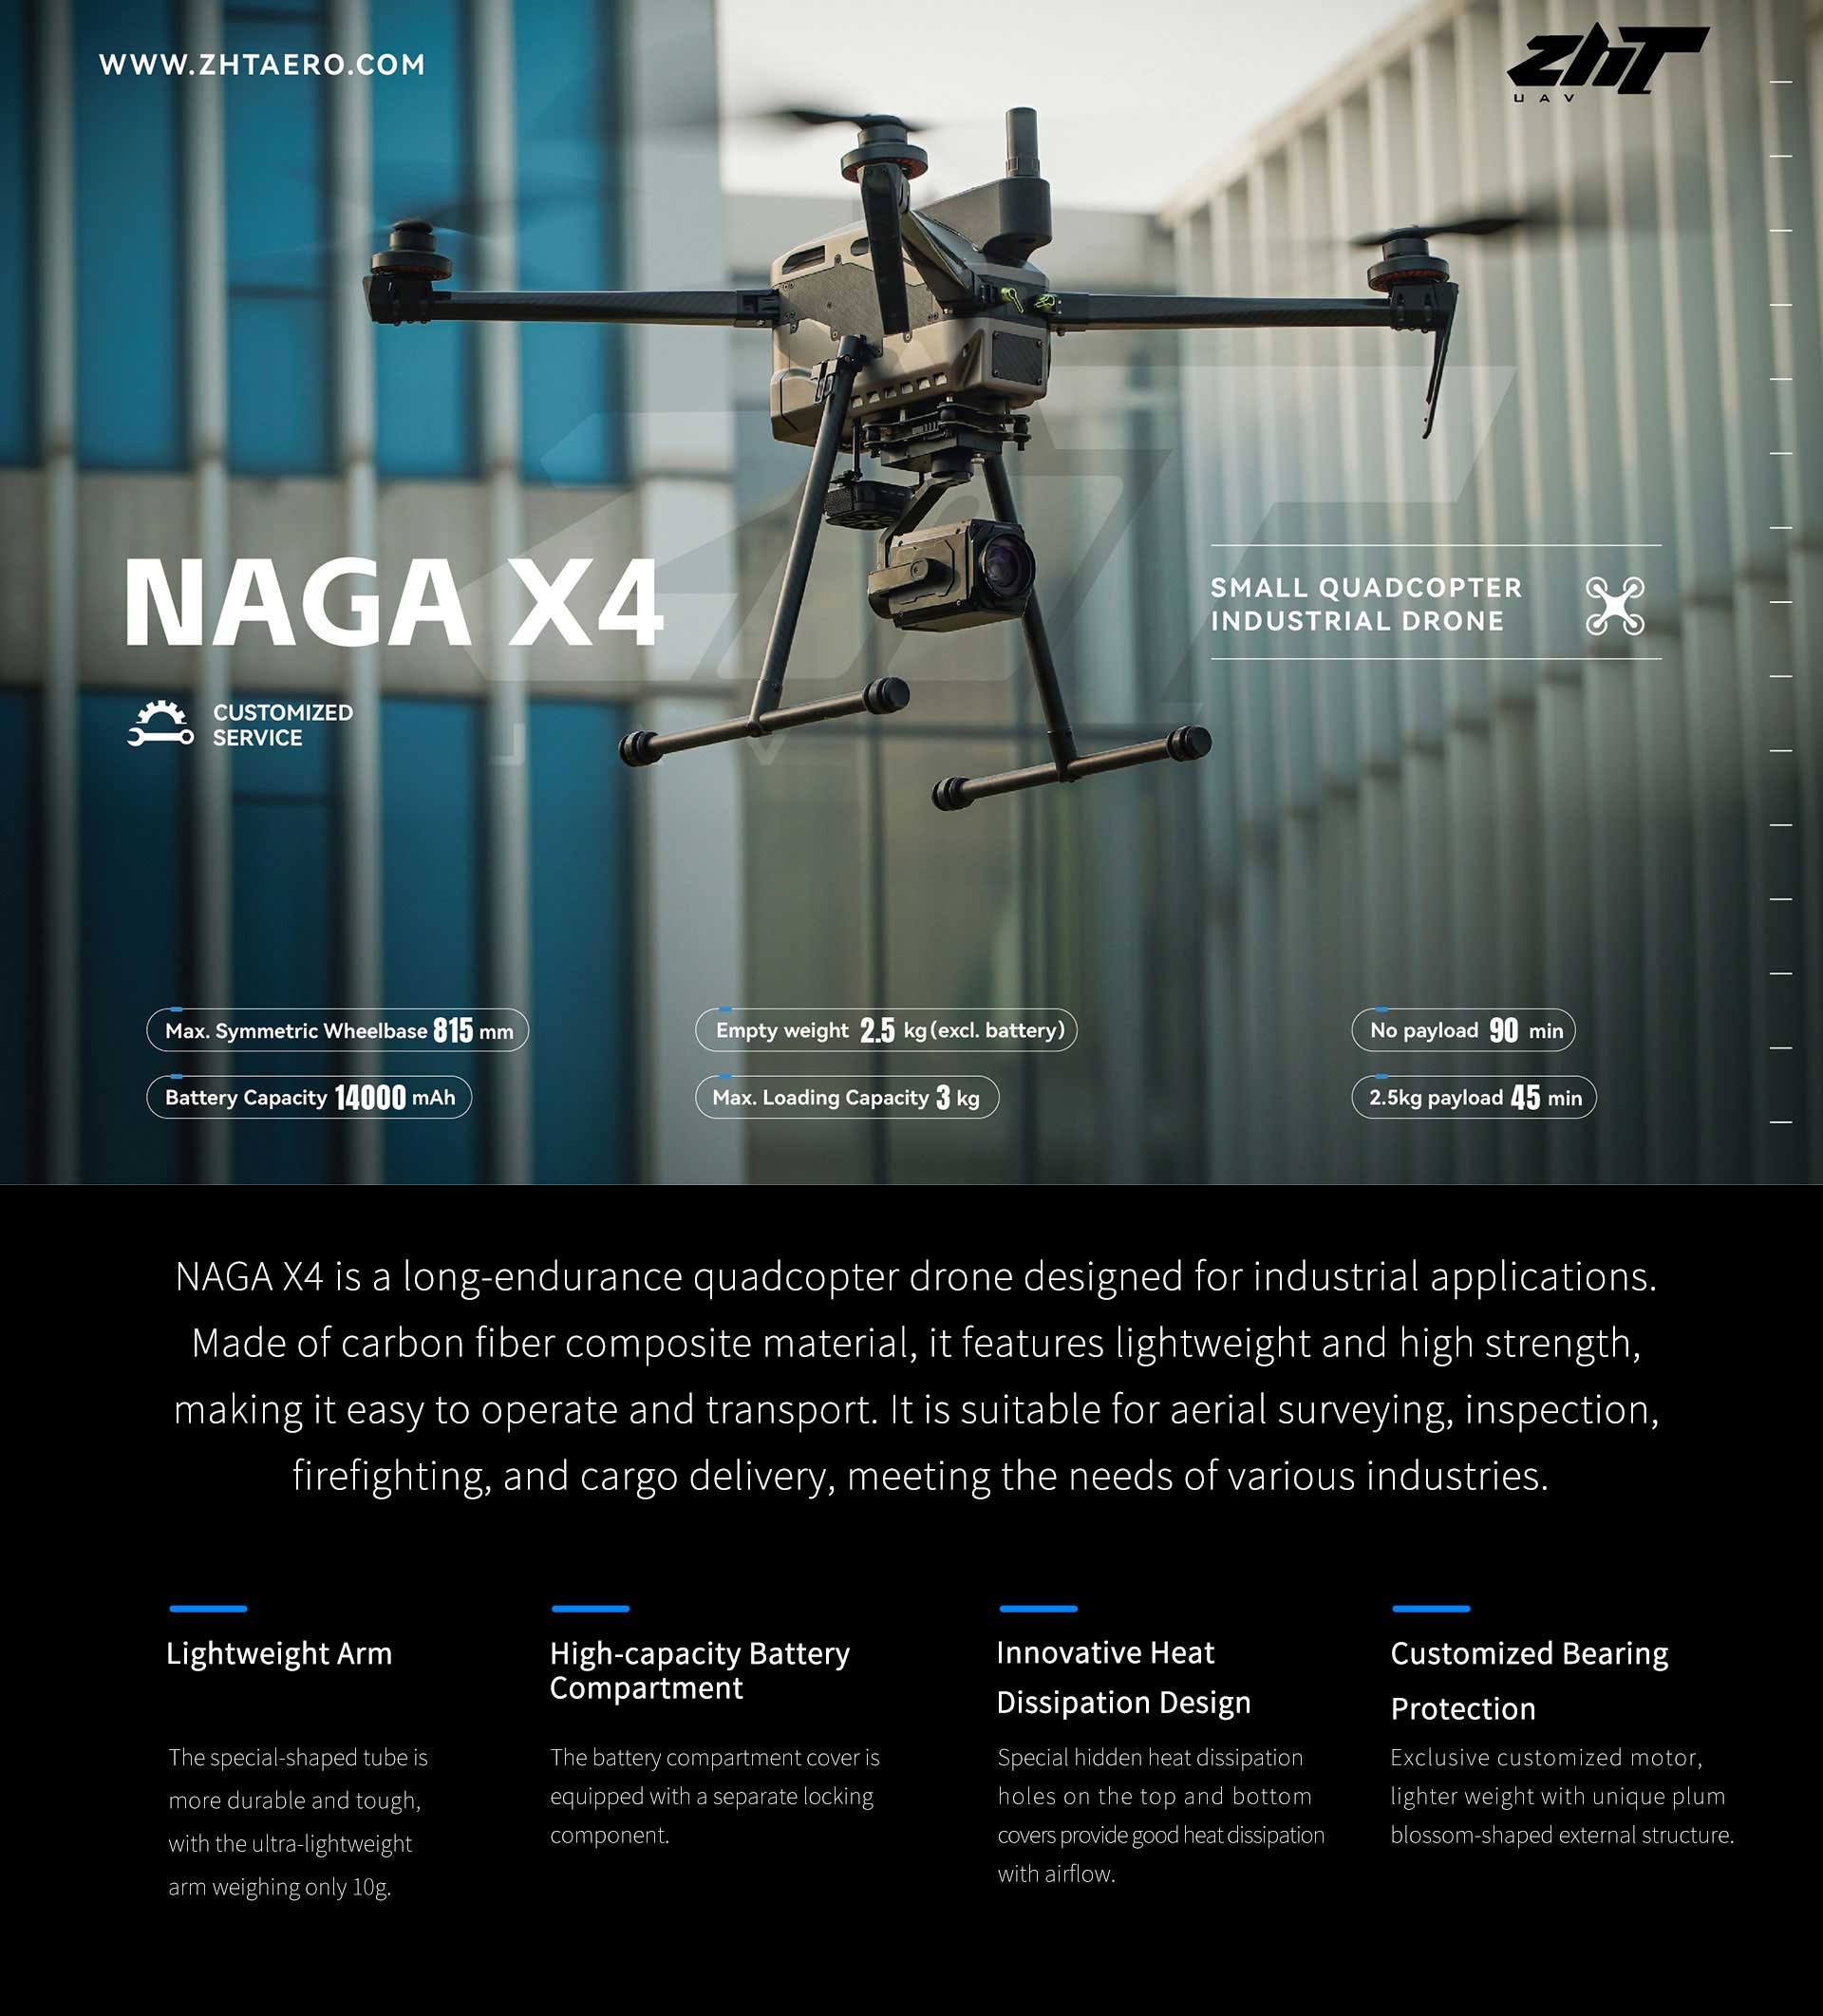 WWW.ZHTAERO.COM
zhT
UAV
NAGA X4
SMALL QUADCOPTER
INDUSTRIAL DRONE
CUSTOMIZED
SERVICE
Max. Symmetric Wheelbase 815 mm
Empty weight 2.5 kg(excl. battery)
No payload 90 min
Battery Capacity 14000 mAh
Max. Loading Capacity 3 kg
2.5kg payload 45 min
NAGA X4 is a long-endurance quadcopter drone designed for industrial applications.
Made of carbon fiber composite material, it features lightweight and high strength,
making it easy to operate and transport. It is suitable for aerial surveying, inspection,
firefighting, and cargo delivery, meeting the needs of various industries.
Lightweight Arm
The special-shaped tube is
more durable and tough,
with the ultra-lightweight
arm weighing only 10g.
High-capacity Battery
Compartment
The battery compartment cover is
equipped with a separate locking
component.
Innovative Heat
Dissipation Design
Special hidden heat dissipation
holes on the top and bottom
covers provide good heat dissipation
with airflow.
Customized Bearing
Protection
Exclusive customized motor,
lighter weight with unique plum
blossom-shaped external structure.